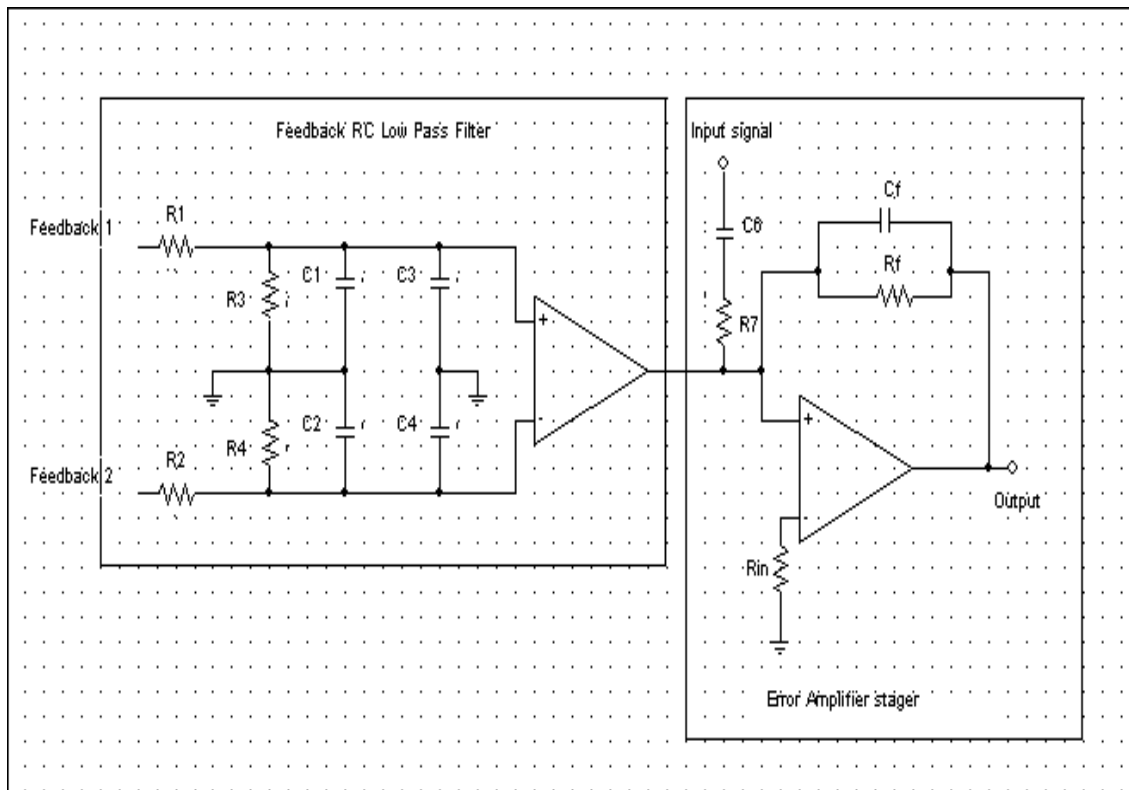 Feedback RC Low Pass Filter
Input signal
Feedback 1
R1
R3
C1
C3
+
C6
R7
Cf
Rf
+
R4
C2
C4
-
Feedback 2
R2
-
Rin
Output
Error Amplifier stager